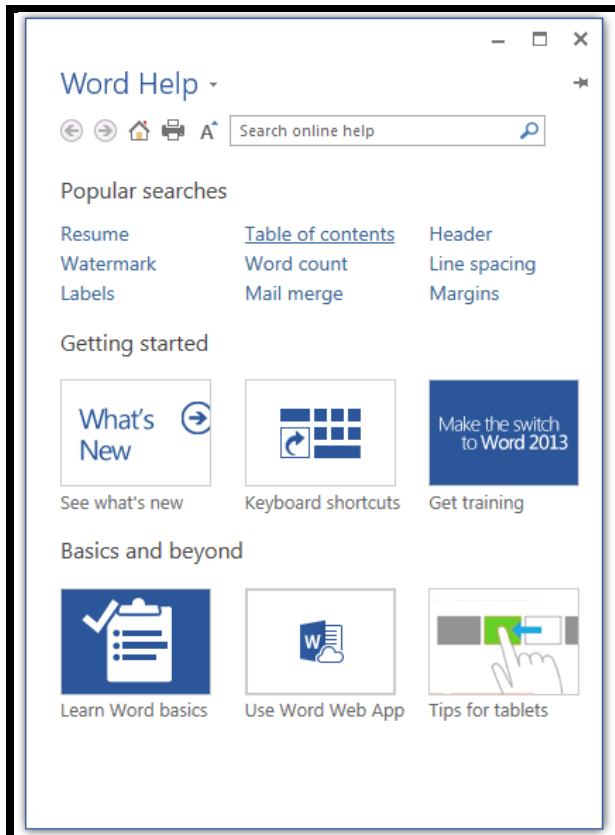 Word Help
A
Search online help
Popular searches
Resume Table of contents Header
Watermark Word count Line spacing
Labels Mail merge Margins
Getting started
What's
New
Make the switch
to Word 2013
See what's new Keyboard shortcuts Get training
Basics and beyond
W
Learn Word basics Use Word Web App Tips for tablets